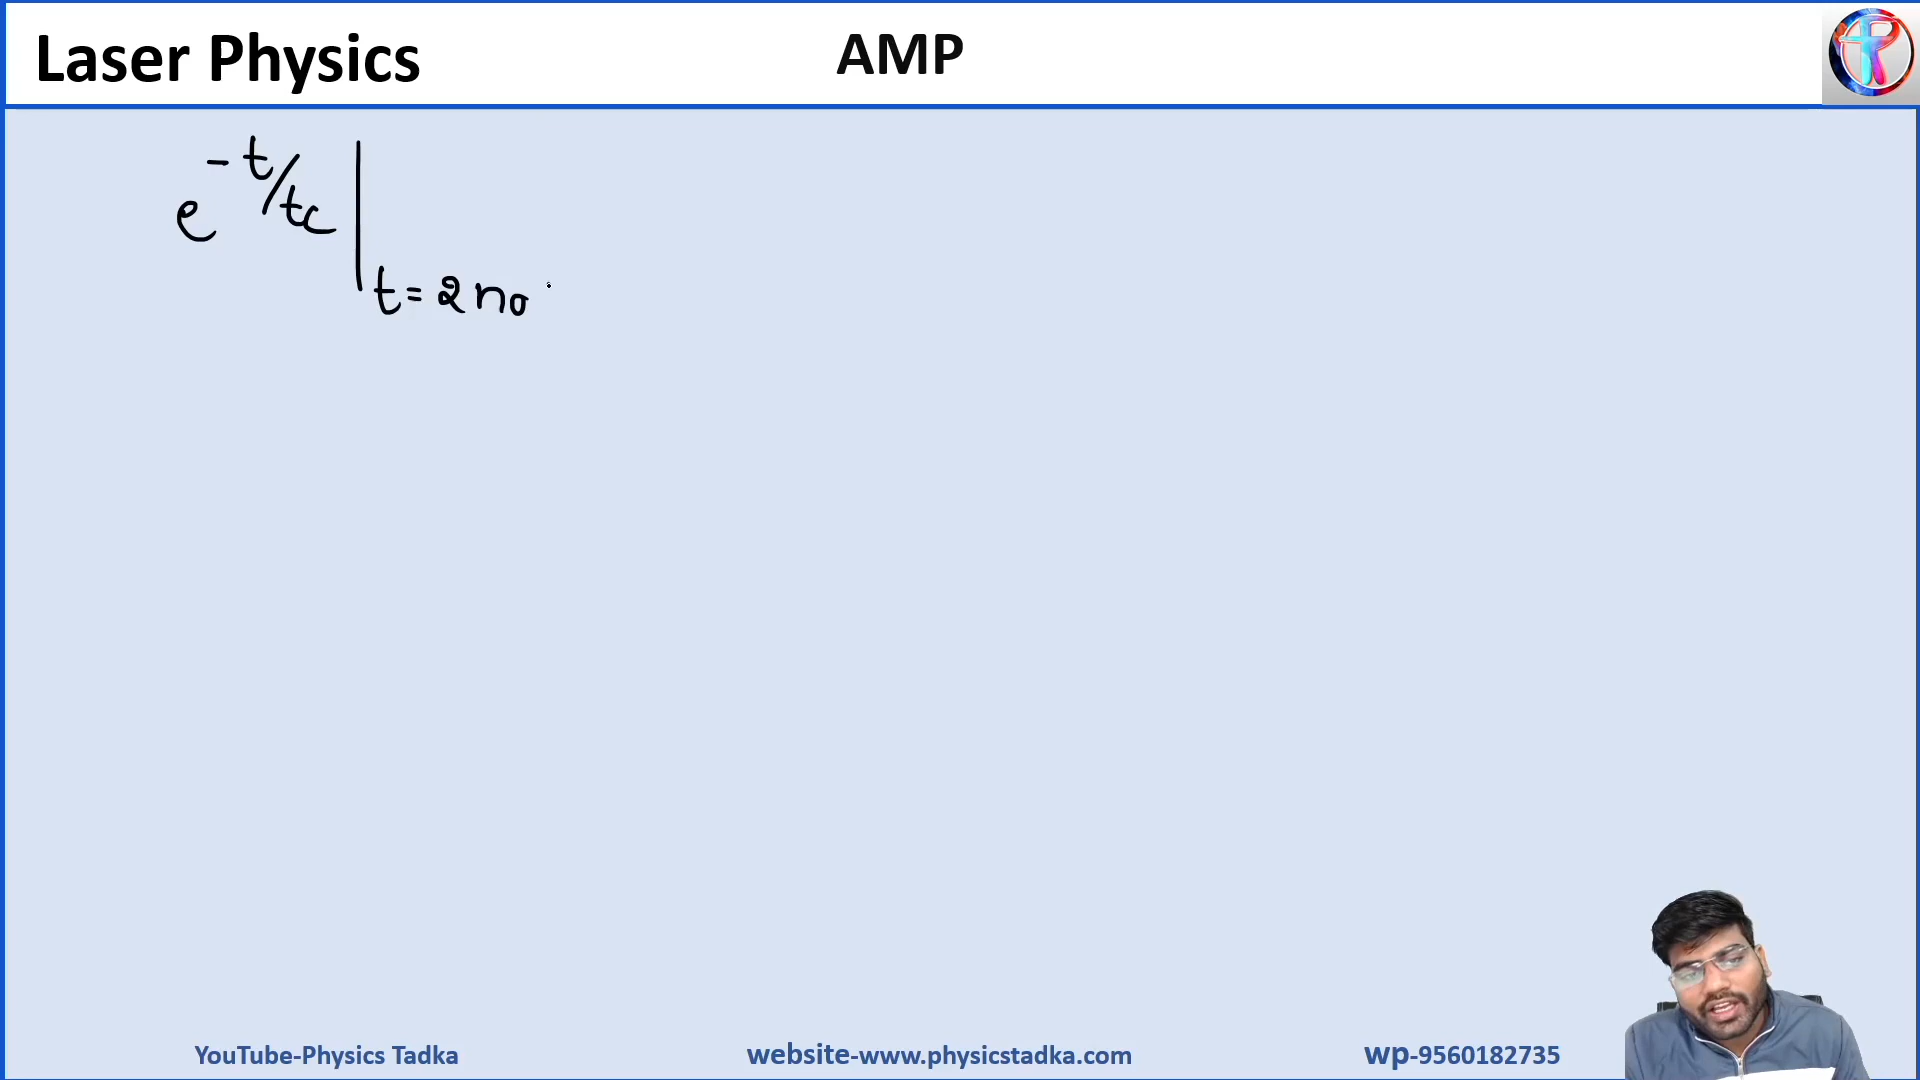 Laser Physics
AMP
e^{-t/tc} |_{t=2n₀
YouTube-Physics Tadka
website-www.physicstadka.com
wp-9560182735